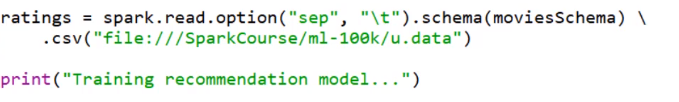 ratings = spark.read.option("sep", "\t").schema(moviesSchema) \
    .csv("file:///SparkCourse/ml-100k/u.data")
print("Training recommendation model...")